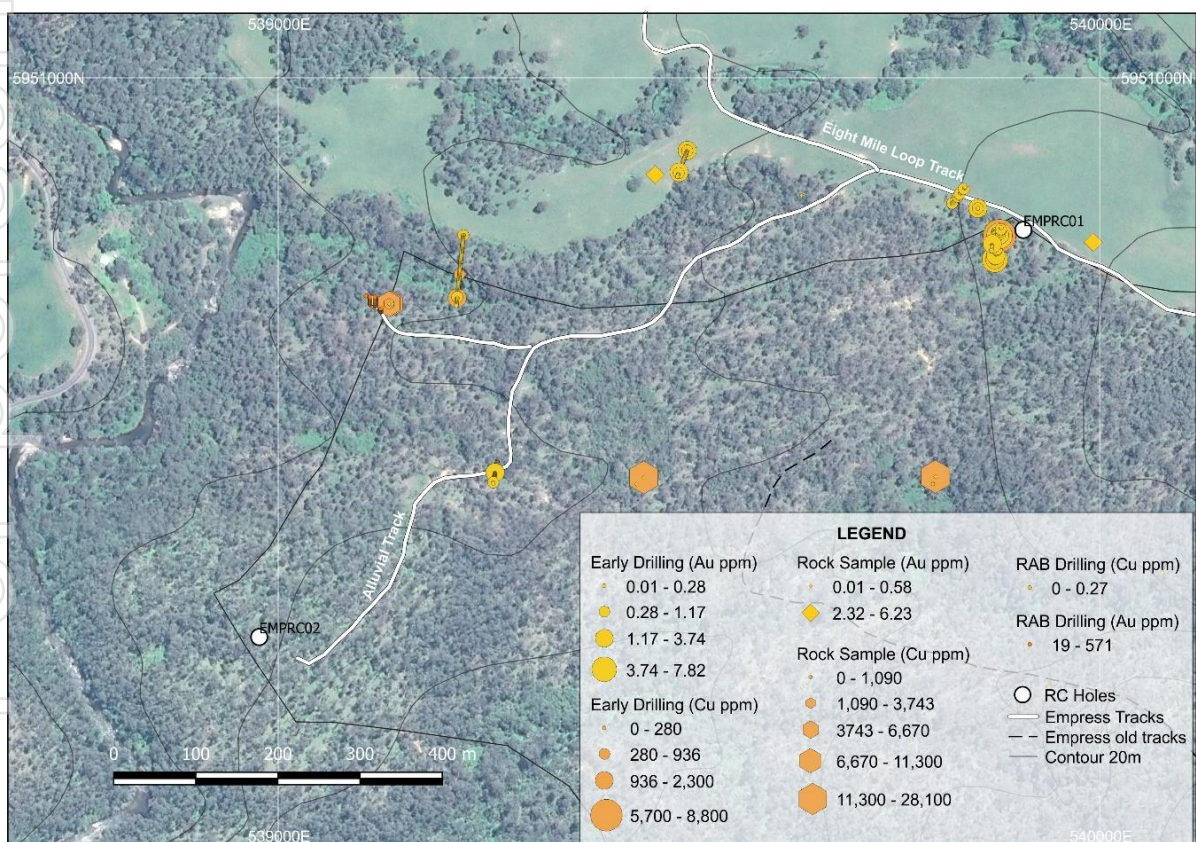 539000E
540000E
5951000N
5951000N
Eight Mile Loop Track
EMPRC01
Alluvial Track
EMPRC02
0 100 200 300 400 m
539000E
540000E
LEGEND
Early Drilling (Au ppm)
0.01 - 0.28
0.28 - 1.17
1.17 - 3.74
3.74 - 7.82
Early Drilling (Cu ppm)
0 - 280
280 - 936
936 - 2,300
5,700 - 8,800
Rock Sample (Au ppm)
0.01 - 0.58
2.32 - 6.23
Rock Sample (Cu ppm)
0 - 1,090
1,090 - 3,743
3743 - 6,670
6,670 - 11,300
11,300 - 28,100
RAB Drilling (Cu ppm)
0 - 0.27
RAB Drilling (Au ppm)
19 - 571
RC Holes
Empress Tracks
Empress old tracks
Contour 20m